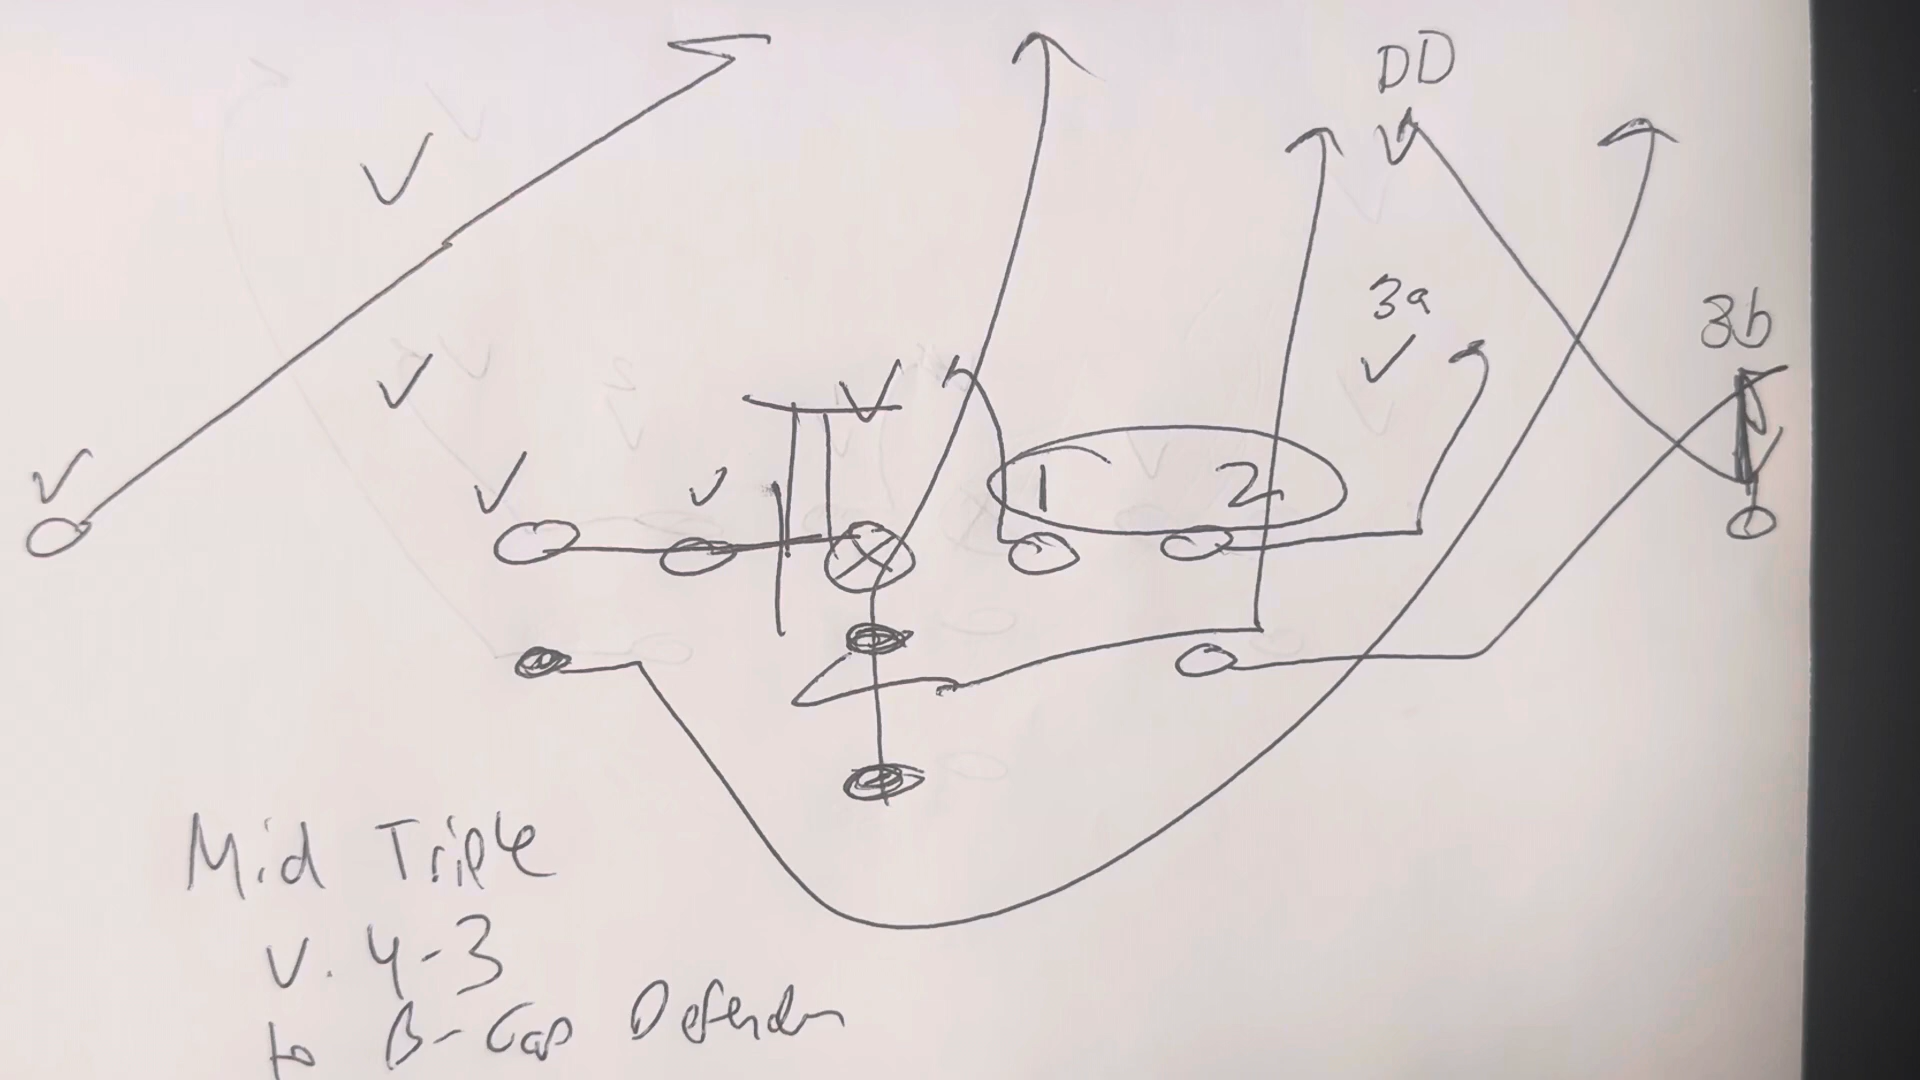 DD
3a
3b
1 2
Mid Triple
v. 4-3
to B-Gap Defender